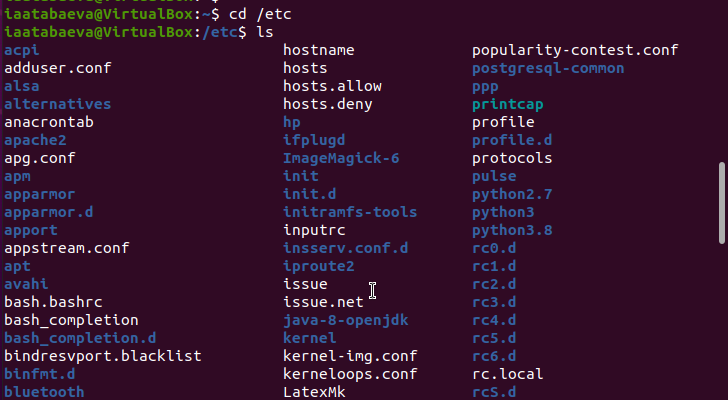 iaatabaeva@VirtualBox:~$ cd /etc
iaatabaeva@VirtualBox:/etc$ ls
acpi hostname popularity-contest.conf
adduser.conf hosts postgresql-common
alsa hosts.allow ppp
alternatives hosts.deny printcap
anacrontab hp profile
apache2 ifplugd profile.d
apg.conf ImageMagick-6 protocols
apm init pulse
apparmor init.d python2.7
apparmor.d initramfs-tools python3
apport inputrc python3.8
appstream.conf insserv.conf.d rc0.d
apt iproute2 rc1.d
avahi issue rc2.d
bash.bashrc issue.net rc3.d
bash_completion java-8-openjdk rc4.d
bash_completion.d kernel rc5.d
bindresvport.blacklist kernel-img.conf rc6.d
binfmt.d kerneloops.conf rc.local
bluetooth LatexMk rcS.d